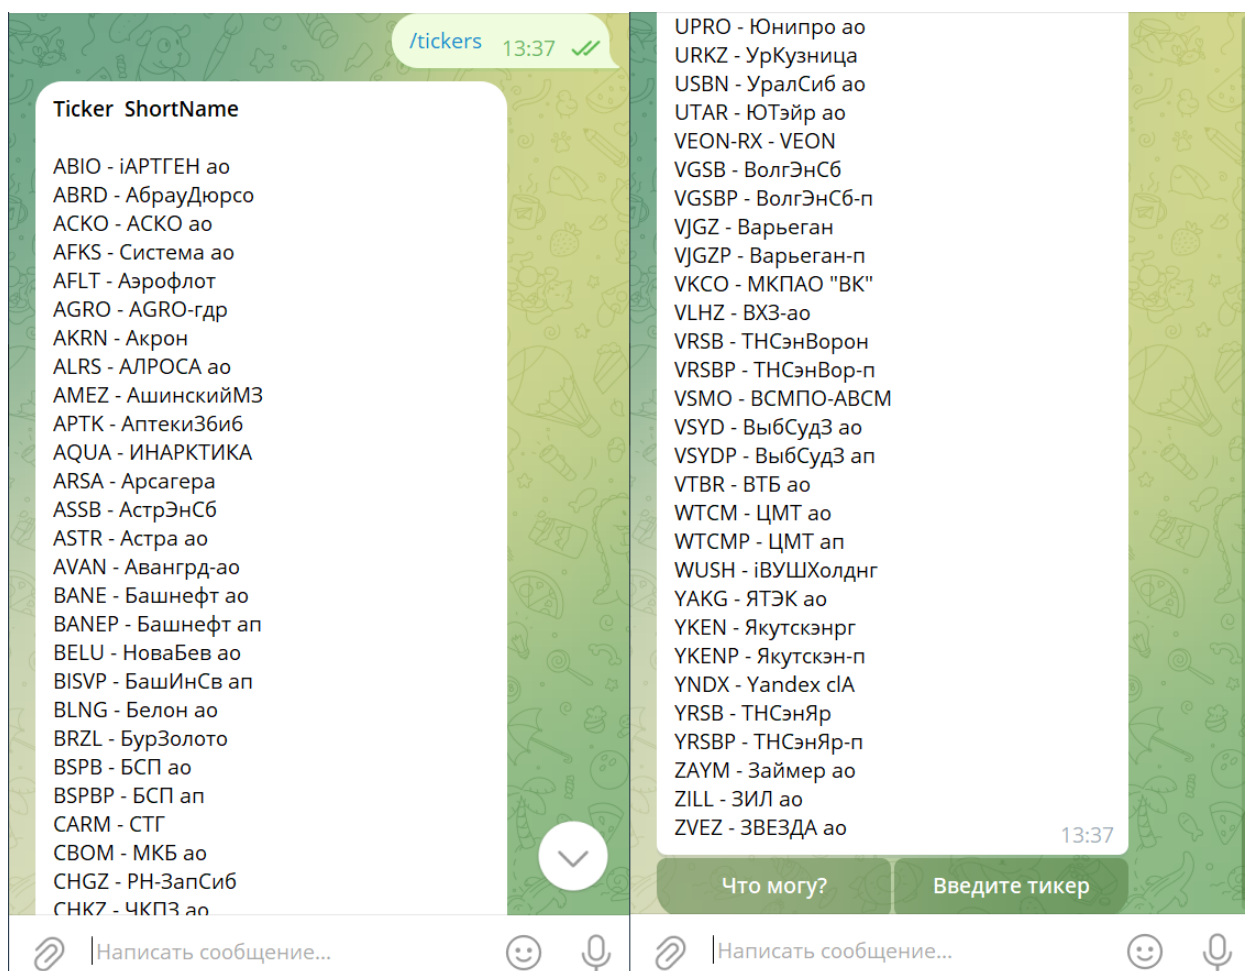 /tickers 13:37
Ticker ShortName
ABIO - iАРТГЕН ао
ABRD - АбрауДюрсо
ACKO - АСКО ао
AFKS - Система ао
AFLT - Аэрофлот
AGRO - AGRO-гдр
AKRN - Акрон
ALRS - АЛРОСА ао
AMEZ - АшинскийМЗ
APTK - Аптеки36и6
AQUA - ИНАРКТИКА
ARSA - Арсагера
ASSB - АстрЭнСб
ASTR - Астра ао
AVAN - Авангрд-ао
BANE - Башнефт ао
BANEP - Башнефт ап
BELU - НоваБев ао
BISVP - БашИнСв ап
BLNG - Белон ао
BRZL - БурЗолото
BSPB - БСП ао
BSPBP - БСП ап
CARM - СТГ
CBOM - МКБ ао
CHGZ - РН-ЗапСиб
CHKZ - ЧКПЗ ао
Написать сообщение...
UPRO - Юнипро ао
URKZ - УрКузница
USBN - УралСиб ао
UTAR - ЮТэйр ао
VEON-RX - VEON
VGSB - ВолгЭнСб
VGSBP - ВолгЭнСб-п
VJGZ - Варьеган
VJGZP - Варьеган-п
VKCO - МКПАО "ВК"
VLHZ - ВХЗ-ао
VRSB - ТНСэнВорон
VRSBP - ТНСэнВор-п
VSMO - ВСМПО-АВСМ
VSYD - ВыбСудЗ ао
VSYDP - ВыбСудЗ ап
VTBR - ВТБ ао
WTCM - ЦМТ ао
WTCMP - ЦМТ ап
WUSH - iВУШХолднг
YAKG - ЯТЭК ао
YKEN - Якутскэнрг
YKENP - Якутскэн-п
YNDX - Yandex clA
YRSB - ТНСэнЯр
YRSBP - ТНСэнЯр-п
ZAYM - Займер ао
ZILL - ЗИЛ ао
ZVEZ - ЗВЕЗДА ао
13:37
Что могу? Введите тикер
Написать сообщение...